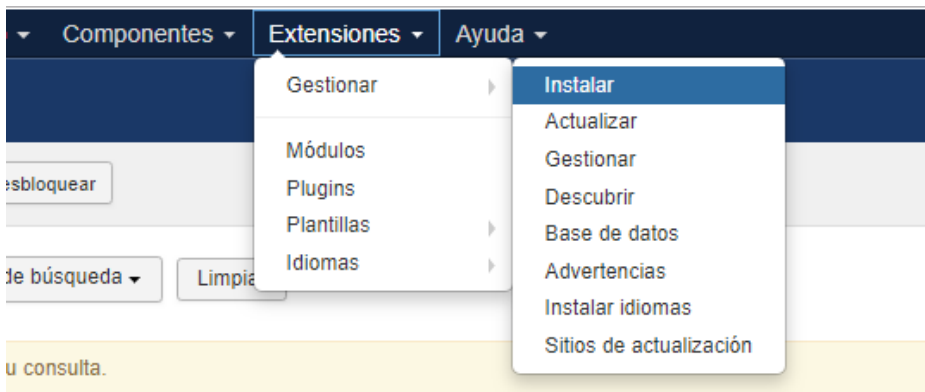 Componentes Extensiones Ayuda
Gestionar
Módulos
Plugins
Plantillas
Idiomas
Instalar
Actualizar
Gestionar
Descubrir
Base de datos
Advertencias
Instalar idiomas
Sitios de actualización
esbloquear
de búsqueda
Limpia
u consulta.